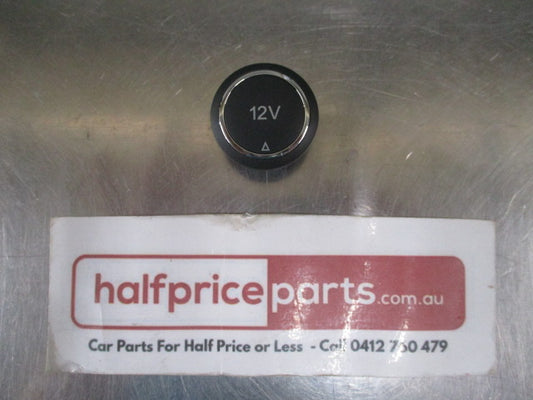 12V
halfpriceparts.com.au
Car Parts For Half Price or Less - Call 0412 760 479